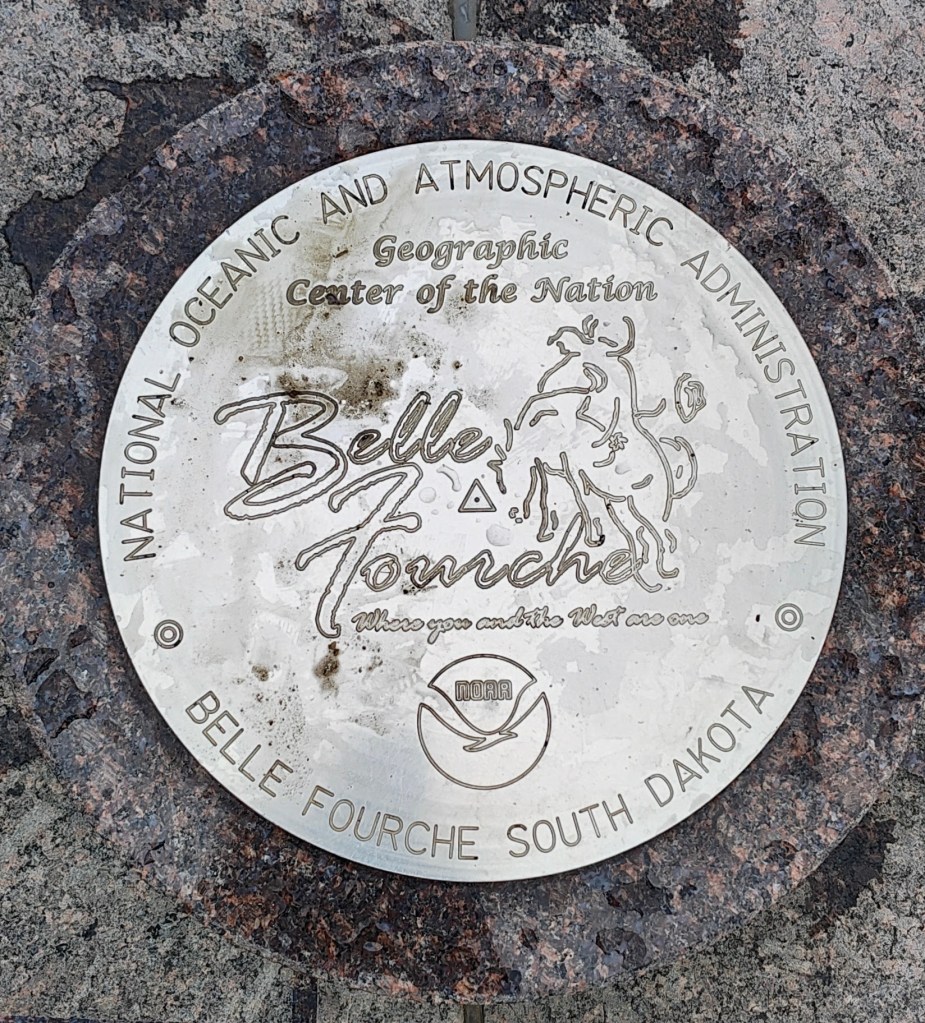 NATIONAL OCEANIC AND ATMOSPHERIC ADMINISTRATION
Geographic
Center of the Nation
Belle
Fourche
Where you and the West are one
NOAA
BELLE FOURCHE SOUTH DAKOTA